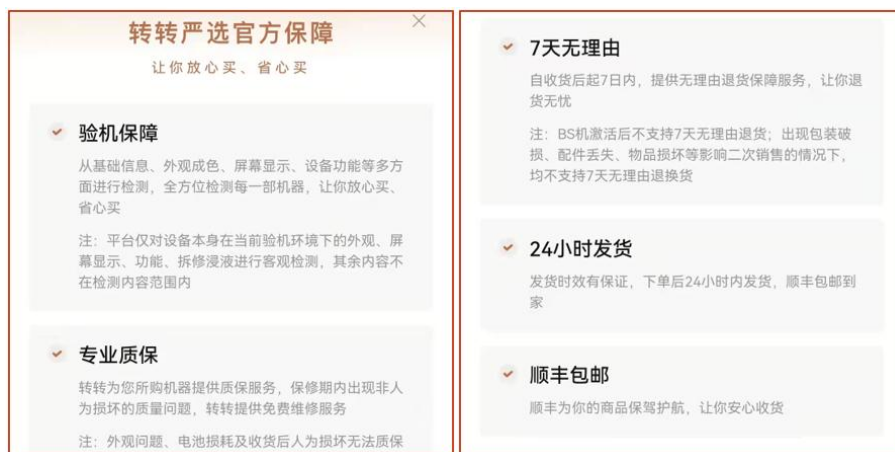 转转严选官方保障
让你放心买、省心买
验机保障
从基础信息、外观成色、屏幕显示、设备功能等多方
面进行检测，全方位检测每一部机器，让你放心买、
省心买
注：平台仅对设备本身在当前验机环境下的外观、屏
幕显示、功能、拆修浸液进行客观检测，其余内容不
在检测内容范围内
专业质保
转转为您所购机器提供质保服务，保修期内出现非人
为损坏的质量问题，转转提供免费维修服务
注：外观问题、电池损耗及收货后人为损坏无法质保
7天无理由
自收货后起7日内，提供无理由退货保障服务，让你退
货无忧
注：BS机激活后不支持7天无理由退货；出现包装破
损、配件丢失、物品损坏等影响二次销售的情况下，
均不支持7天无理由退换货
24小时发货
发货时效有保证，下单后24小时内发货，顺丰包邮到
家
顺丰包邮
顺丰为你的商品保驾护航，让你安心收货